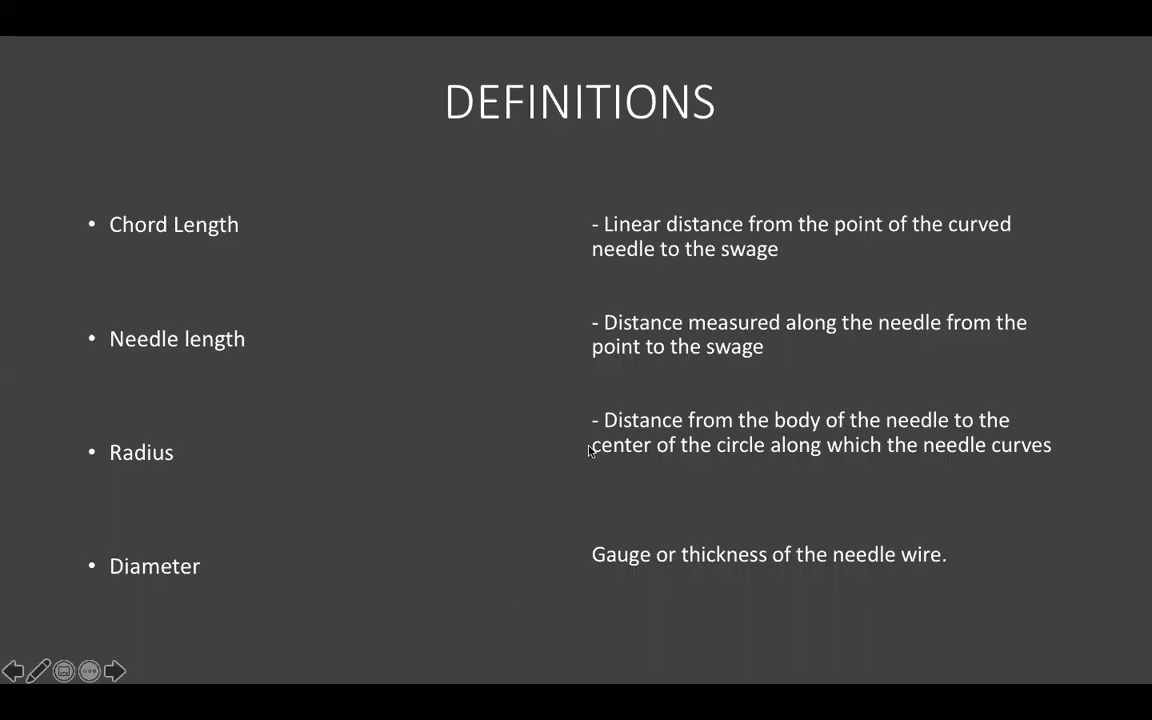 DEFINITIONS
• Chord Length
- Linear distance from the point of the curved
needle to the swage
• Needle length
- Distance measured along the needle from the
point to the swage
• Radius
- Distance from the body of the needle to the
center of the circle along which the needle curves
• Diameter
Gauge or thickness of the needle wire.